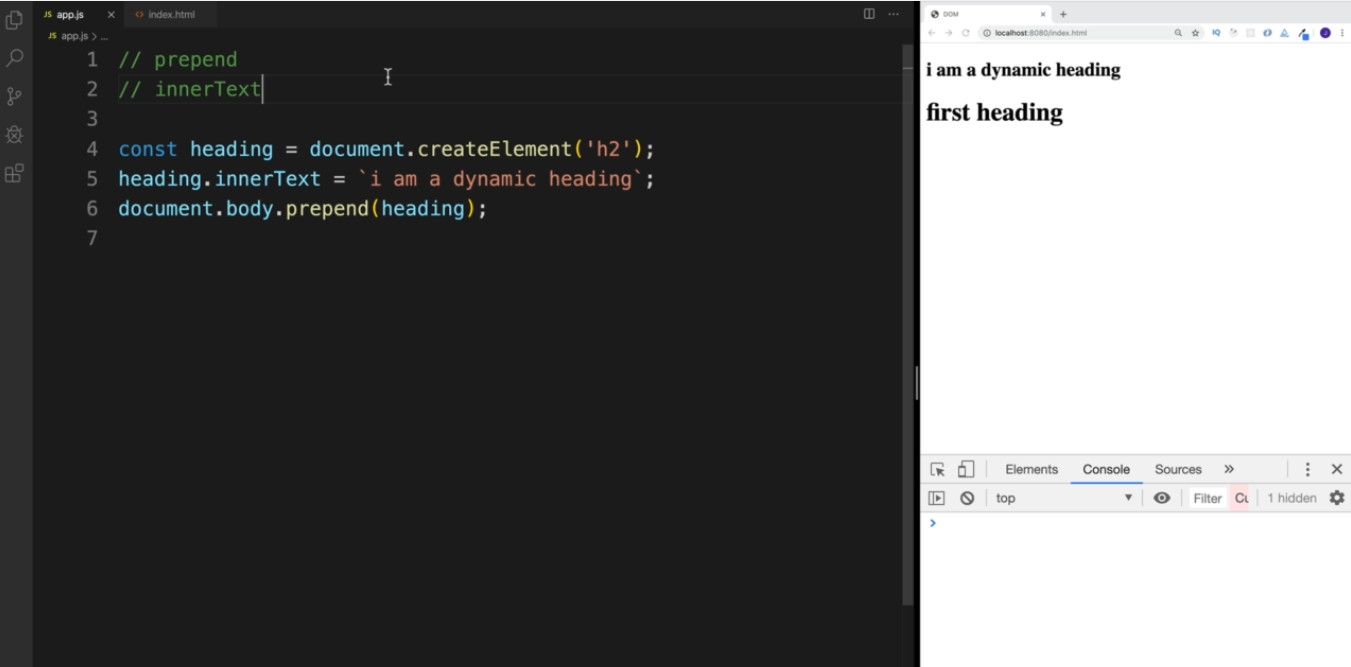 JS app.js × <> index.html ...
JS app.js > ...
1 // prepend
2 // innerText
3
4 const heading = document.createElement('h2');
5 heading.innerText = `i am a dynamic heading`;
6 document.body.prepend(heading);
7
DOM × +
localhost:8080/index.html IQ
i am a dynamic heading
first heading
Elements Console Sources »
top ▼ Filter Cu 1 hidden
>